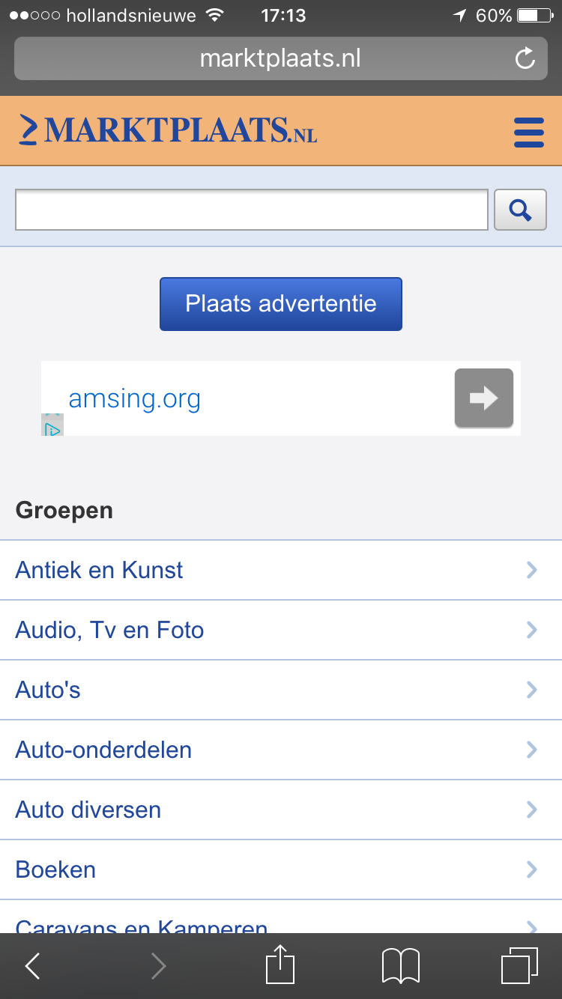 hollandsnieuwe 17:13 60%
marktplaats.nl
MARKTPLAATS.NL
Plaats advertentie
amsing.org
Groepen
Antiek en Kunst
Audio, Tv en Foto
Auto's
Auto-onderdelen
Auto diversen
Boeken
Caravans en Kamperen